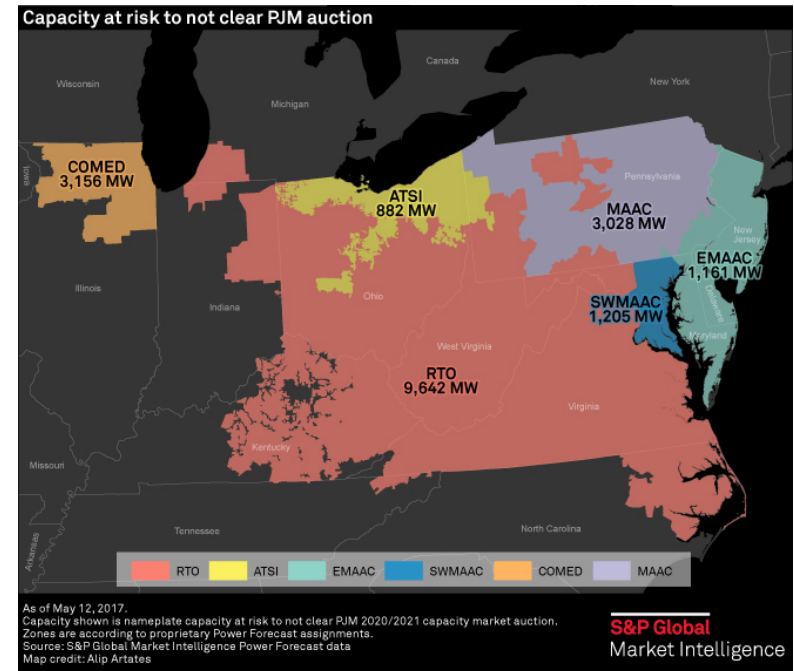 Capacity at risk to not clear PJM auction
Canada
Wisconsin
New York
Michigan
Iowa
COMED
3,156 MW
ATSI
882 MW
Pennsylvania
MAAC
3,028 MW
New
Jersey
EMAAC
1,161 MW
Illinois
Indiana
Ohio
SWMAAC
1,205 MW
Delaware
Maryland
West Virginia
RTO
9,642 MW
Virginia
Kentucky
Missouri
Tennessee
North Carolina
Arkansas
RTO ATSI EMAAC SWMAAC COMED MAAC
As of May 12, 2017.
Capacity shown is nameplate capacity at risk to not clear PJM 2020/2021 capacity market auction.
Zones are according to proprietary Power Forecast assignments.
Source: S&P Global Market Intelligence Power Forecast data
Map credit: Alip Artates
S&P Global
Market Intelligence